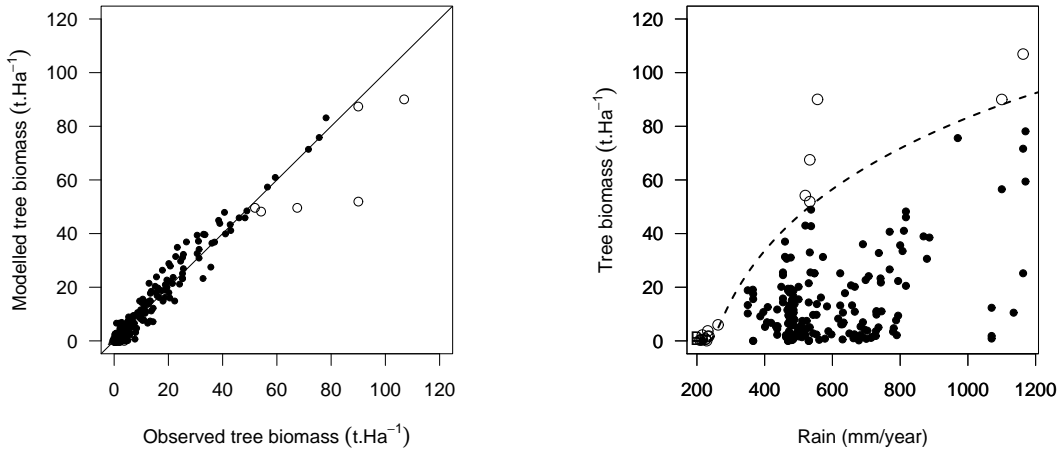 120
100
80
60
40
20
0
Modelled tree biomass (t.Ha⁻¹)
0 20 40 60 80 100 120
Observed tree biomass (t.Ha⁻¹)
120
100
80
60
40
20
0
Tree biomass (t.Ha⁻¹)
200 400 600 800 1000 1200
Rain (mm/year)